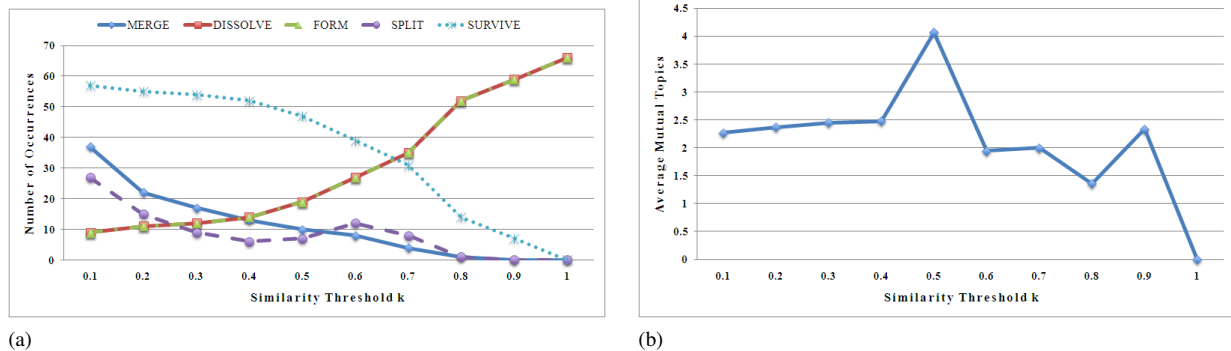 MERGE DISSOLVE FORM SPLIT SURVIVE
Number of Occurrences
70
60
50
40
30
20
10
0
0.1 0.2 0.3 0.4 0.5 0.6 0.7 0.8 0.9 1
Similarity Threshold k
(a)
Average Mutual Topics
4.5
4
3.5
3
2.5
2
1.5
1
0.5
0
0.1 0.2 0.3 0.4 0.5 0.6 0.7 0.8 0.9 1
Similarity Threshold k
(b)